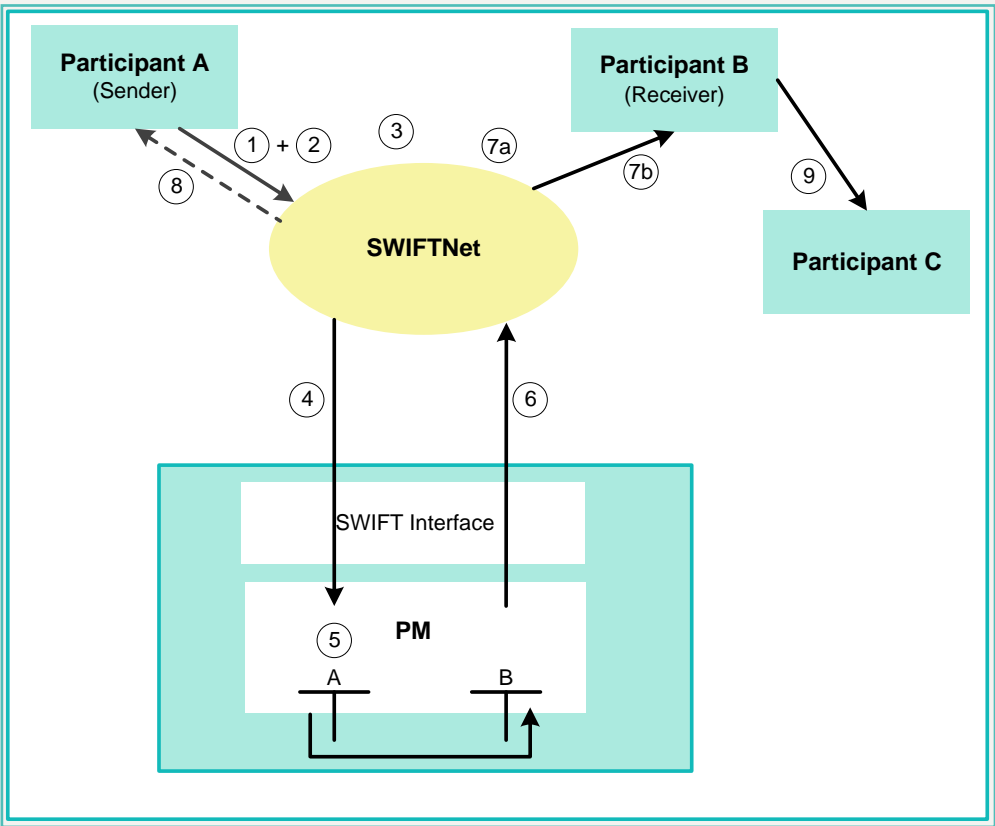 Participant A
(Sender)
Participant B
(Receiver)
1 + 2
3
7a
7b
8
9
SWIFTNet
Participant C
4
6
SWIFT Interface
PM
5
A
B